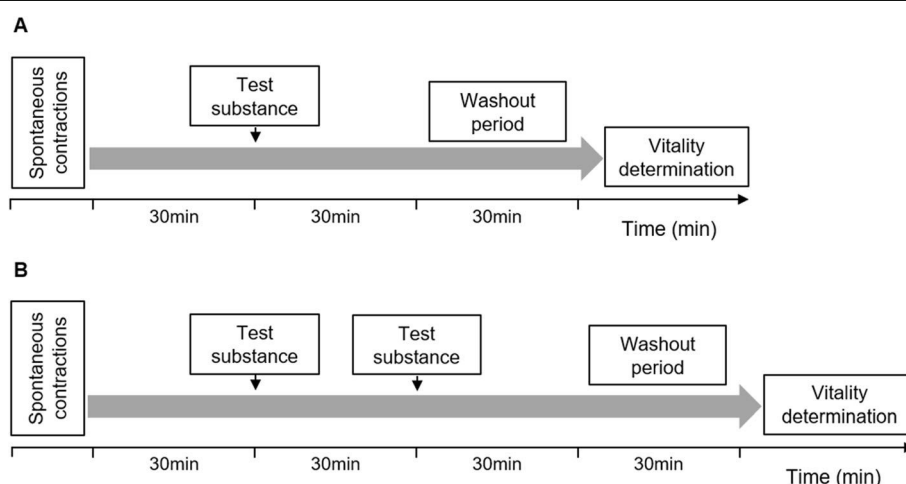 A
Spontaneous
contractions
Test
substance
Washout
period
Vitality
determination
30min
30min
30min
Time (min)
B
Spontaneous
contractions
Test
substance
Test
substance
Washout
period
Vitality
determination
30min
30min
30min
30min
Time (min)